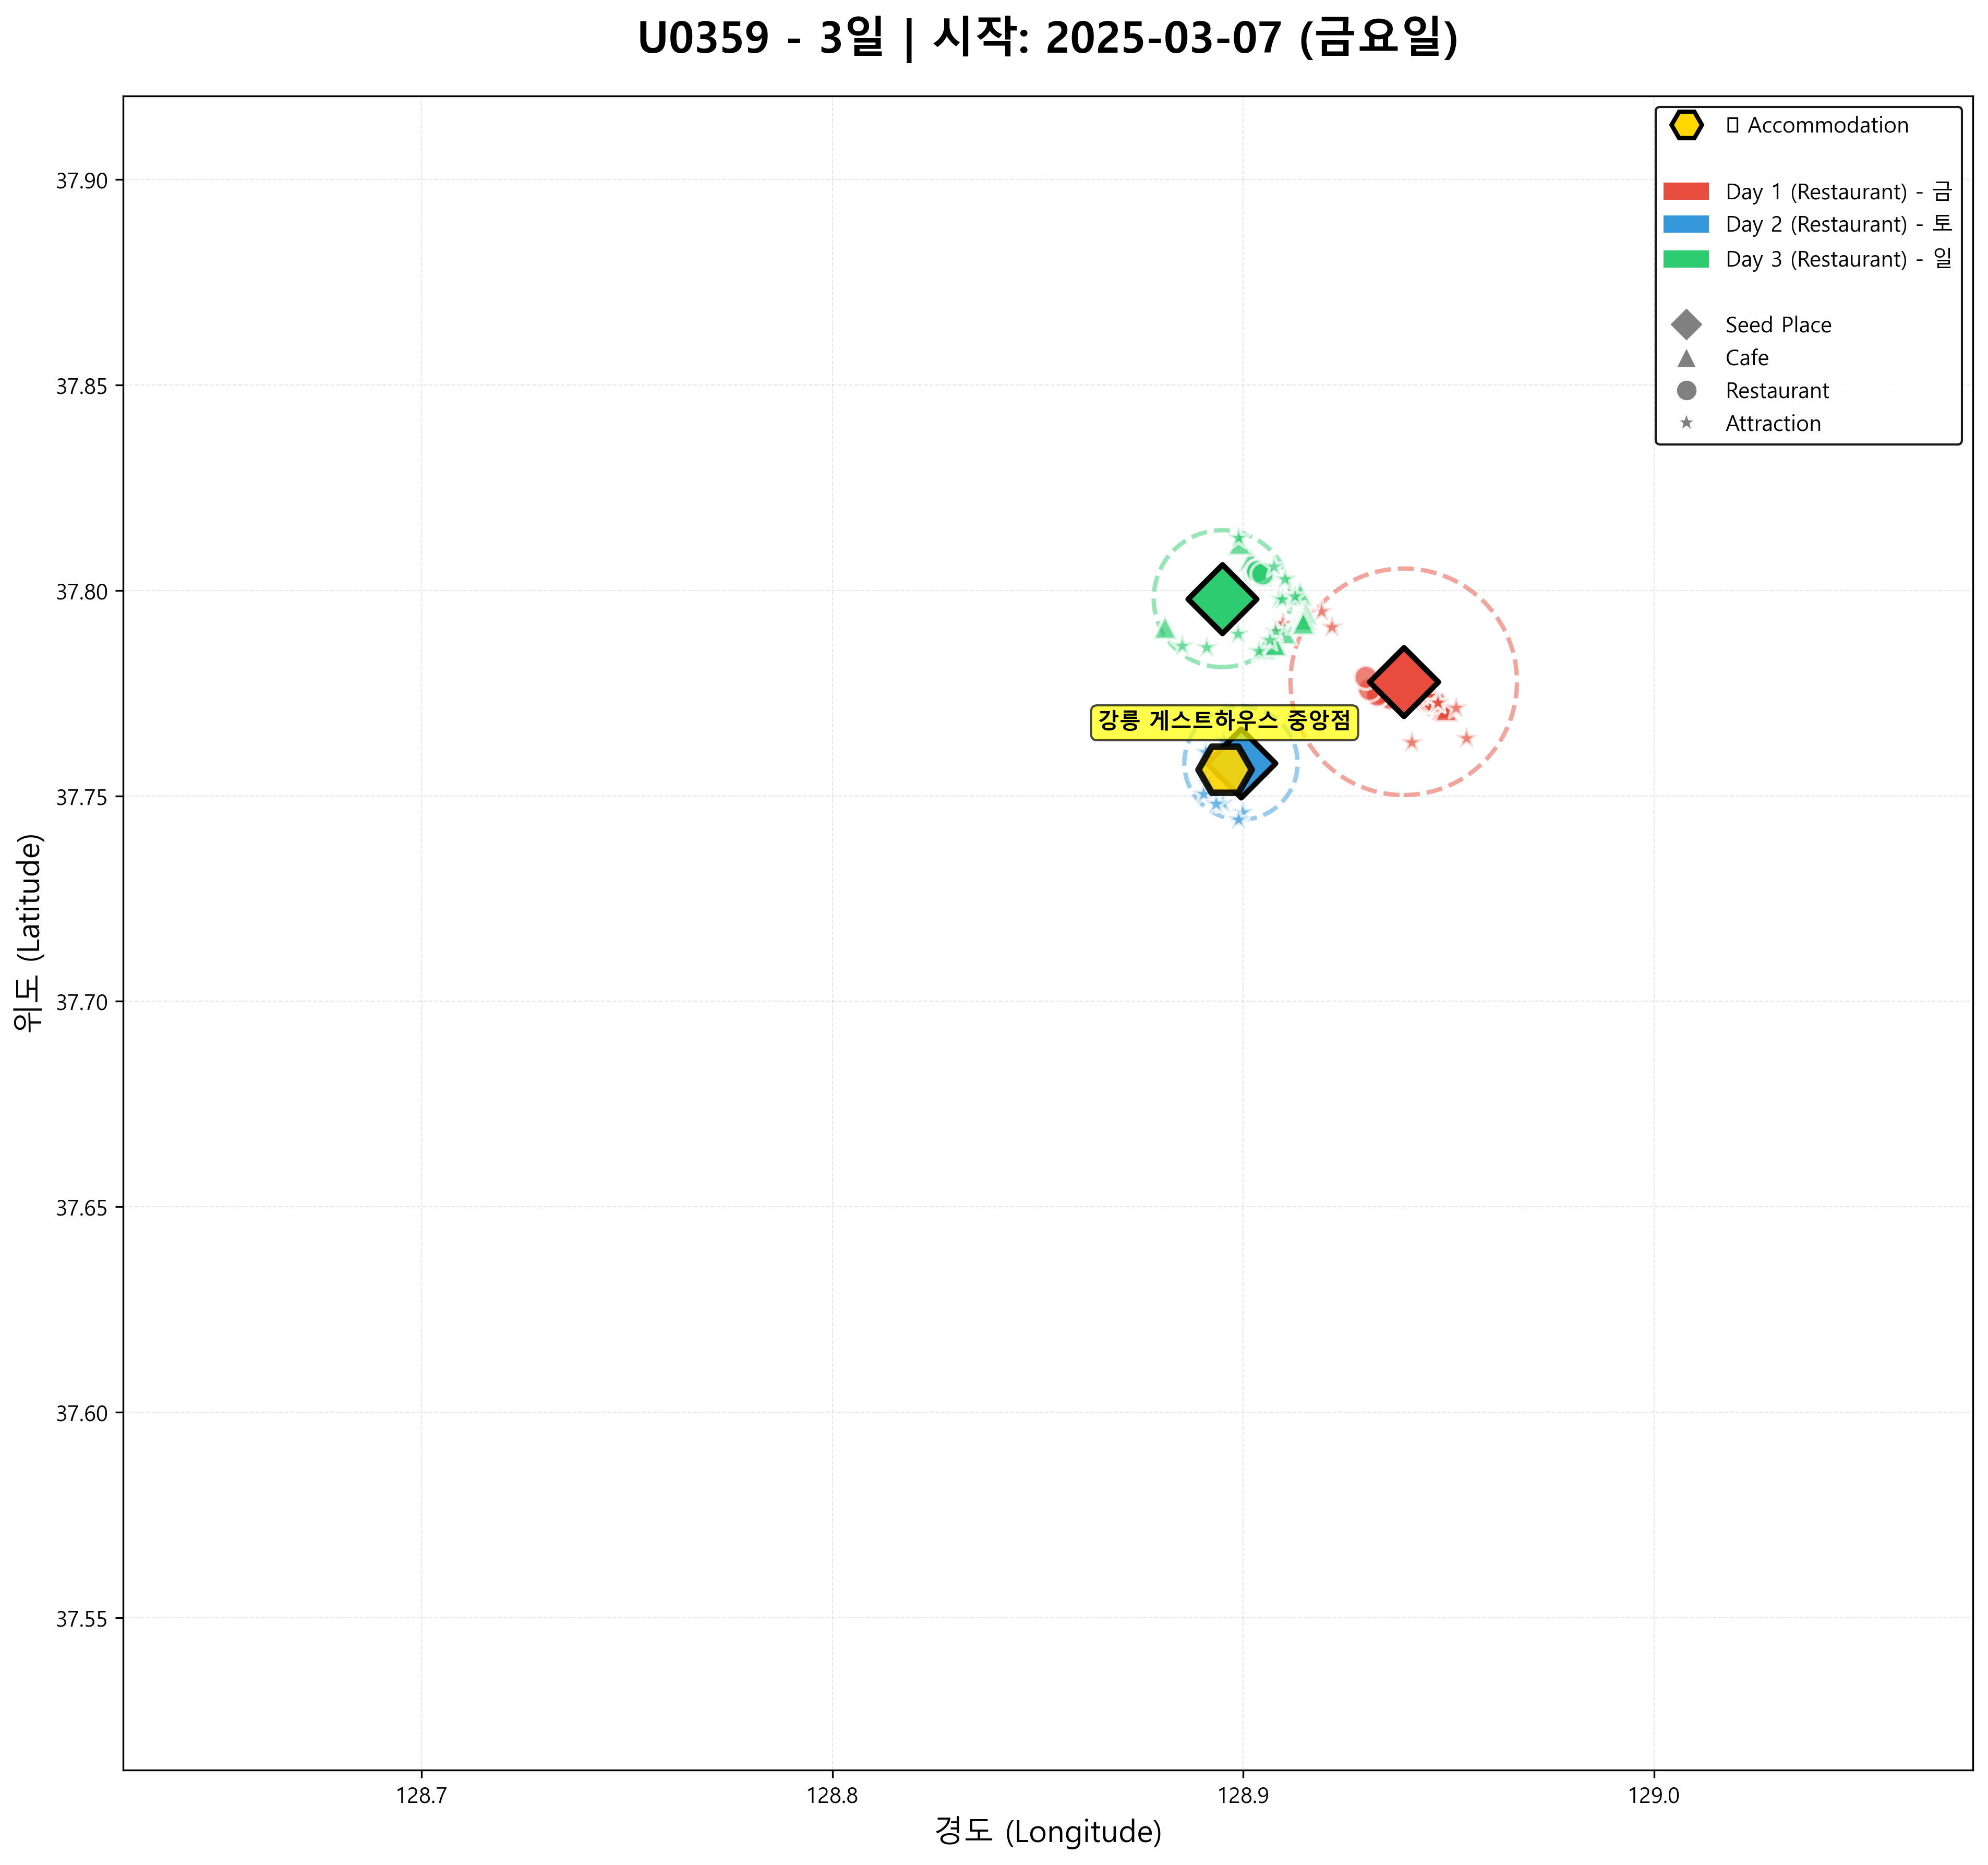 U0359 - 3일 | 시작: 2025-03-07 (금요일)
Accommodation
Day 1 (Restaurant) - 금
Day 2 (Restaurant) - 토
Day 3 (Restaurant) - 일
Seed Place
Cafe
Restaurant
Attraction
37.90
37.85
37.80
37.75
37.70
37.65
37.60
37.55
강릉 게스트하우스 중앙점
위도 (Latitude)
128.7
128.8
128.9
129.0
경도 (Longitude)